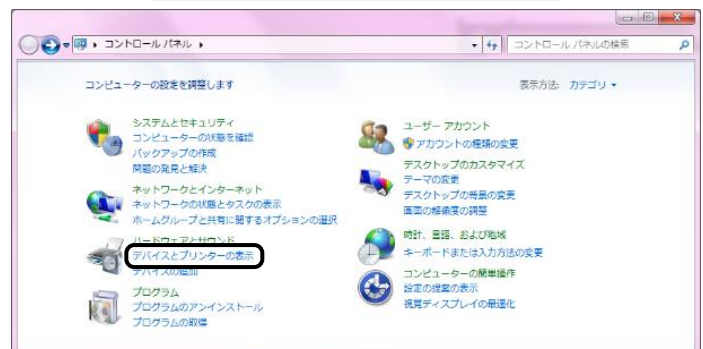 コントロール パネル
コントロール パネルの検索
コンピューターの設定を調整します
表示方法: カテゴリ
システムとセキュリティ
コンピューターの状態を確認
バックアップの作成
問題の発見と解決
ネットワークとインターネット
ネットワークの状態とタスクの表示
ホームグループと共有に関するオプションの選択
ハードウェアとサウンド
デバイスとプリンターの表示
デバイスの追加
プログラム
プログラムのアンインストール
プログラムの取得
ユーザー アカウント
アカウントの種類の変更
デスクトップのカスタマイズ
テーマの変更
デスクトップの背景の変更
画面の解像度の調整
時計、言語、および地域
キーボードまたは入力方法の変更
コンピューターの簡単操作
設定の提案の表示
視覚ディスプレイの最適化